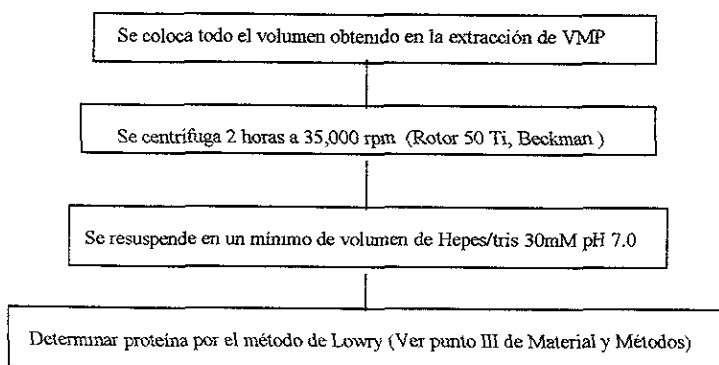 Se coloca todo el volumen obtenido en la extracción de VMP
Se centrífuga 2 horas a 35,000 rpm (Rotor 50 Ti, Beckman )
Se resuspende en un mínimo de volumen de Hepes/tris 30mM pH 7.0
Determinar proteína por el método de Lowry (Ver punto III de Material y Métodos)